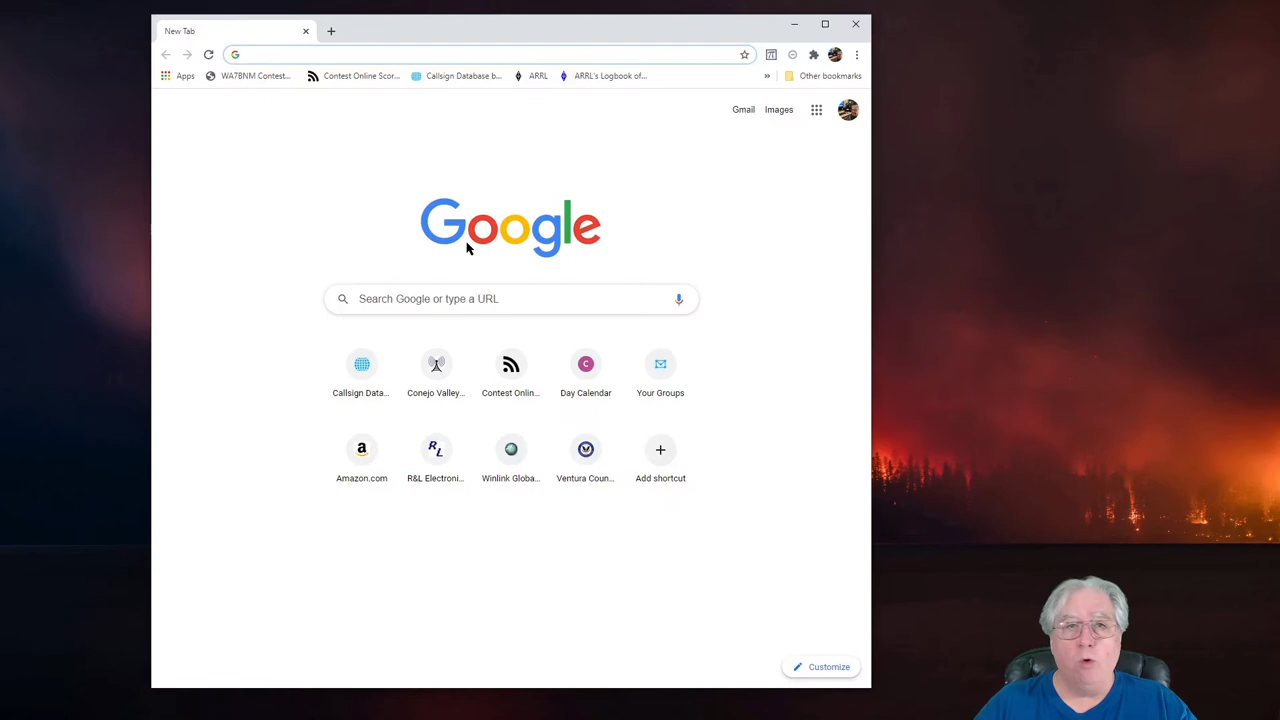 New Tab
Apps WA7BNM Contest... Contest Online Scor... Callsign Database b... ARRL ARRL's Logbook of... » Other bookmarks
Gmail Images
Google
Search Google or type a URL
Callsign Data... Conejo Valley... Contest Onlin... Day Calendar Your Groups
Amazon.com R&L Electroni... Winlink Globa... Ventura Coun... Add shortcut
Customize